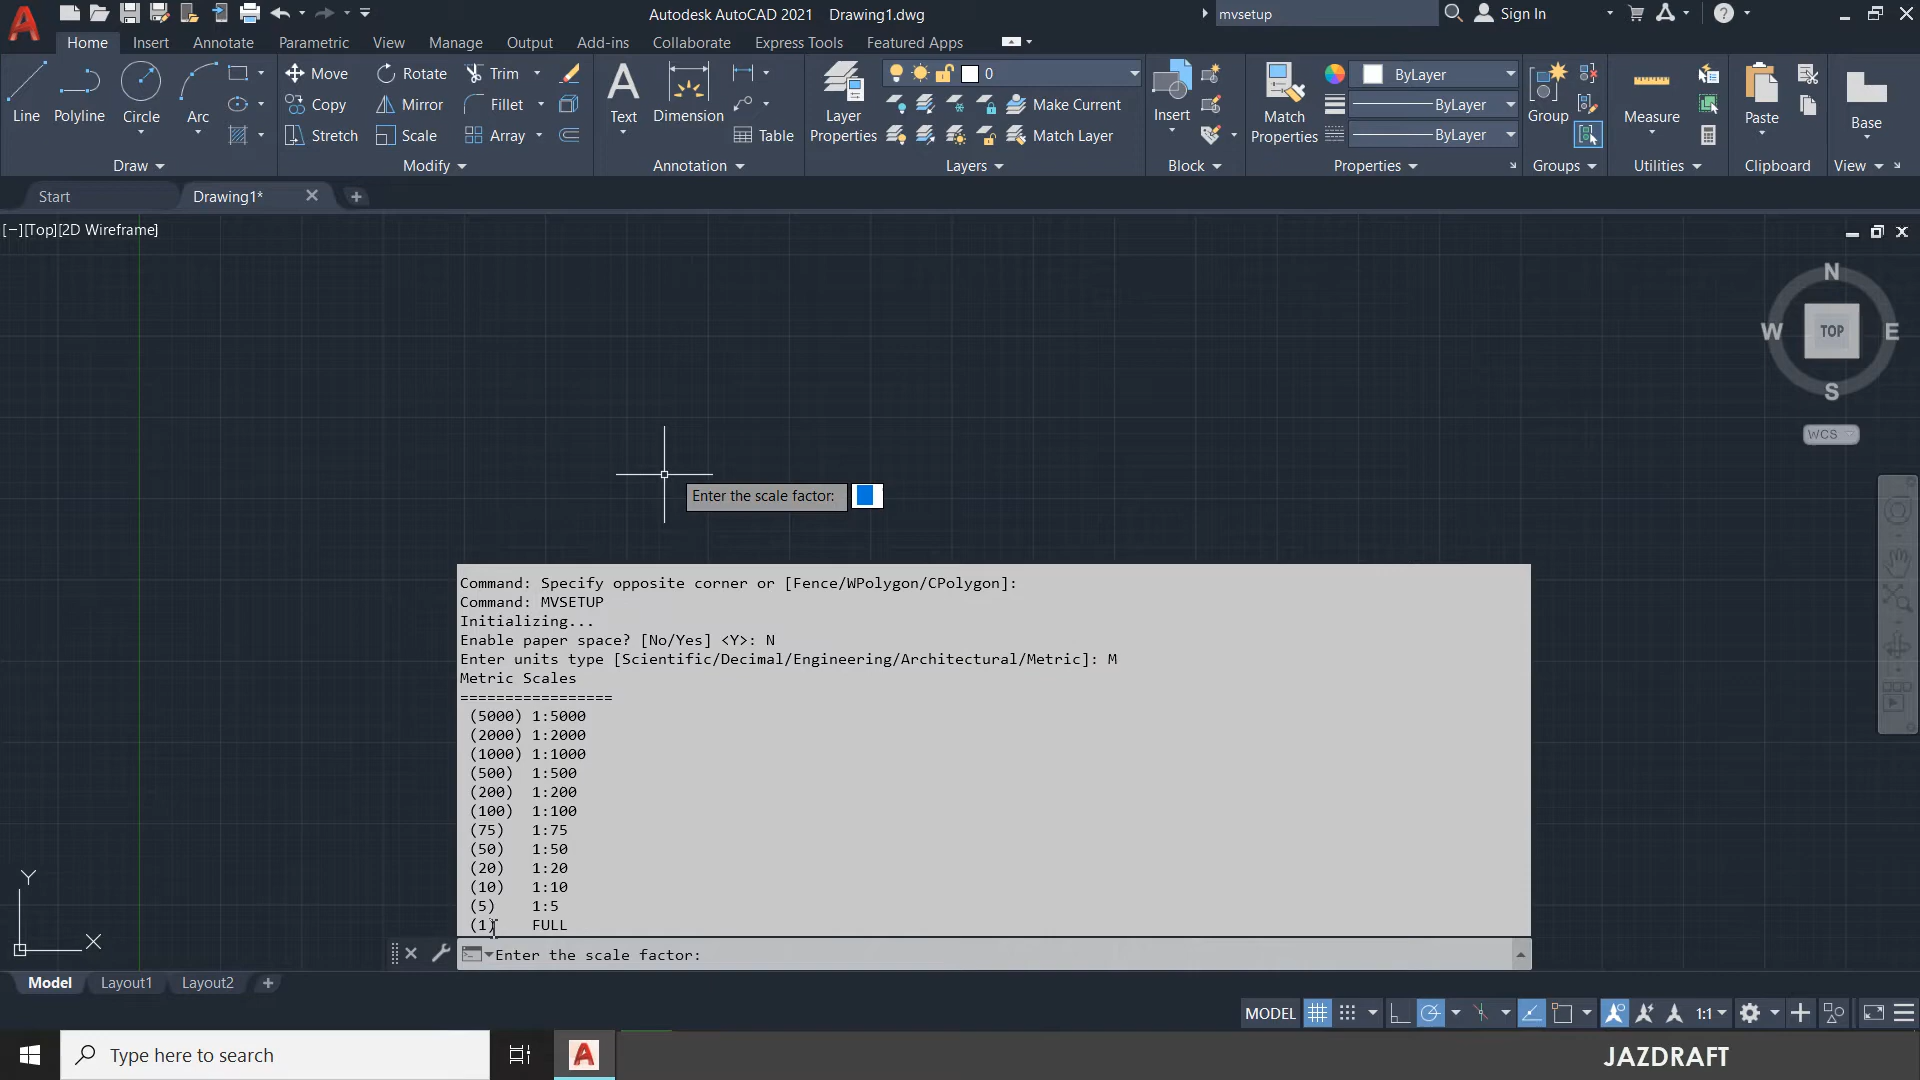 Autodesk AutoCAD 2021 Drawing1.dwg
mvsetup
Sign In
Home Insert Annotate Parametric View Manage Output Add-ins Collaborate Express Tools Featured Apps
Line Polyline Circle Arc
Move Rotate Trim
Copy Mirror Fillet
Stretch Scale Array
Text Dimension Table
Layer Properties
0
Make Current
Match Layer
Insert
Match Properties
ByLayer
ByLayer
ByLayer
Group
Measure
Paste
Base
Draw Modify Annotation Layers Block Properties Groups Utilities Clipboard View
Start Drawing1*
[−][Top][2D Wireframe]
N
W TOP E
S
WCS
Enter the scale factor:
Command: Specify opposite corner or [Fence/WPolygon/CPolygon]:
Command: MVSETUP
Initializing...
Enable paper space? [No/Yes] <Y>: N
Enter units type [Scientific/Decimal/Engineering/Architectural/Metric]: M
Metric Scales
=================
(5000) 1:5000
(2000) 1:2000
(1000) 1:1000
(500) 1:500
(200) 1:200
(100) 1:100
(75) 1:75
(50) 1:50
(20) 1:20
(10) 1:10
(5) 1:5
(1) FULL
Y
X
Enter the scale factor:
Model Layout1 Layout2
MODEL
1:1
Type here to search
JAZDRAFT